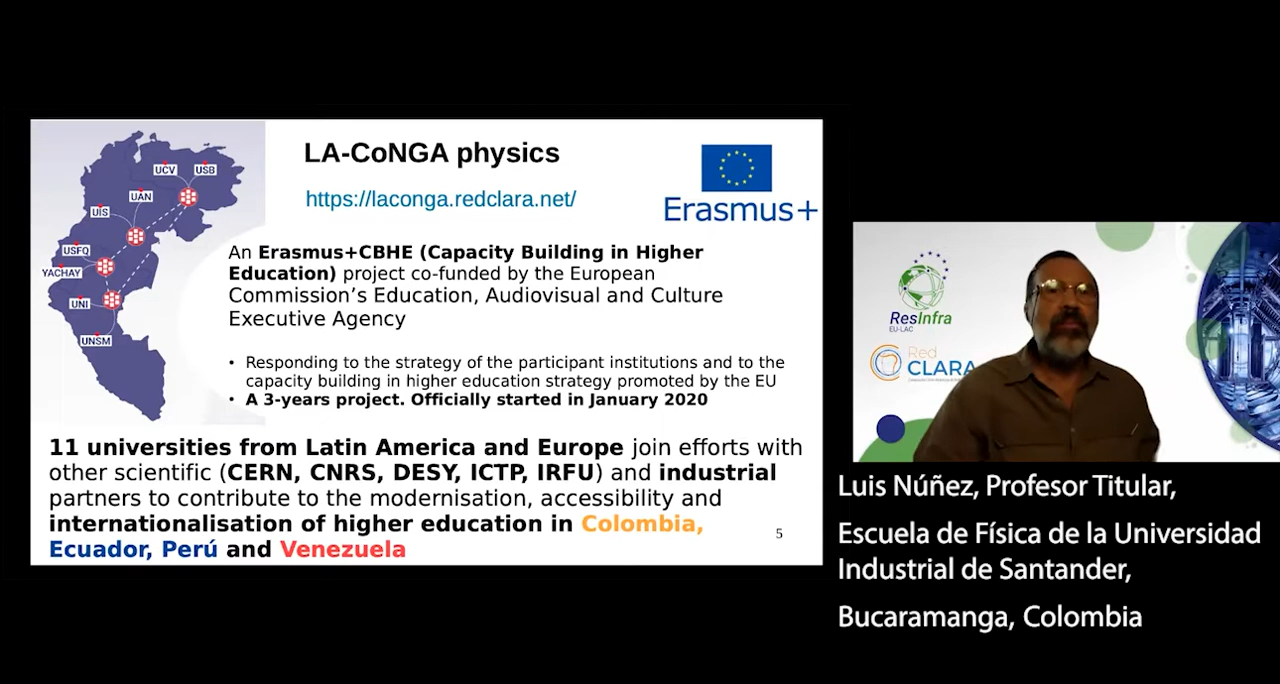 LA-CoNGA physics
https://laconga.redclara.net/
Erasmus+
UCV
USB
UAN
UIS
USFQ
YACHAY
UNI
UNSM
An Erasmus+CBHE (Capacity Building in Higher
Education) project co-funded by the European
Commission’s Education, Audiovisual and Culture
Executive Agency
• Responding to the strategy of the participant institutions and to the
capacity building in higher education strategy promoted by the EU
• A 3-years project. Officially started in January 2020
11 universities from Latin America and Europe join efforts with
other scientific (CERN, CNRS, DESY, ICTP, IRFU) and industrial
partners to contribute to the modernisation, accessibility and
internationalisation of higher education in Colombia,
Ecuador, Perú and Venezuela
5
ResInfra
EU-LAC
Red
CLARA
Luis Núñez, Profesor Titular,
Escuela de Física de la Universidad
Industrial de Santander,
Bucaramanga, Colombia